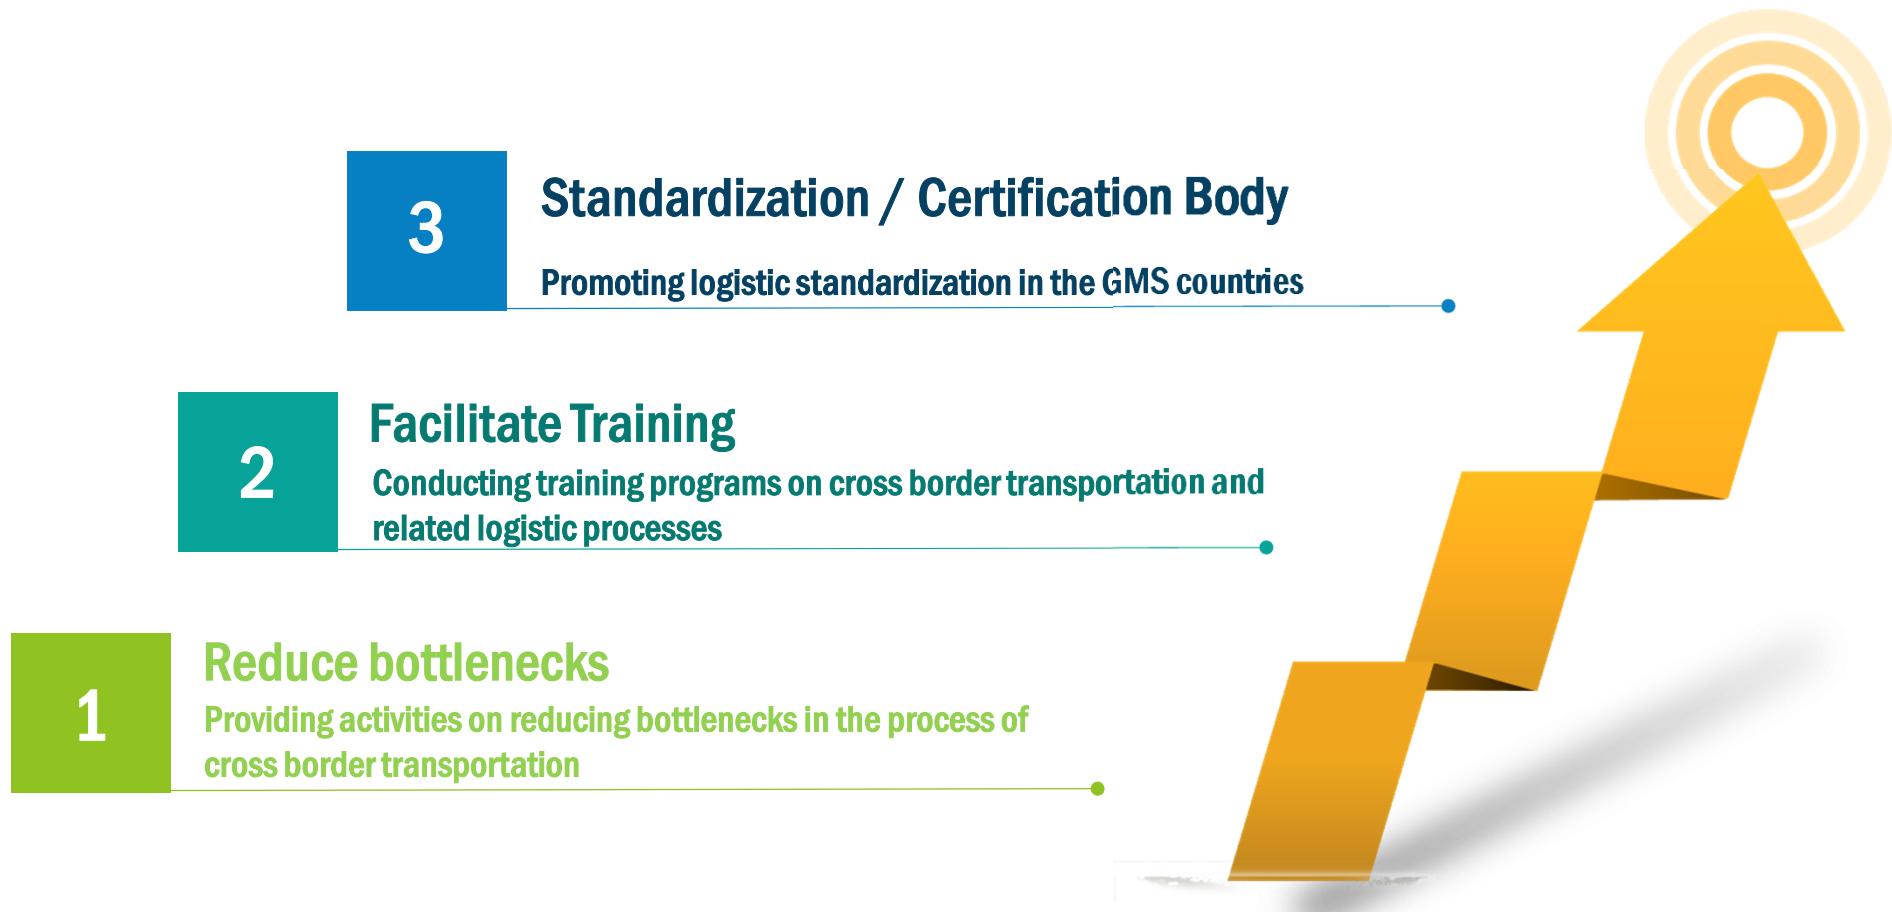 3
Standardization / Certification Body
Promoting logistic standardization in the GMS countries
2
Facilitate Training
Conducting training programs on cross border transportation and
related logistic processes
1
Reduce bottlenecks
Providing activities on reducing bottlenecks in the process of
cross border transportation